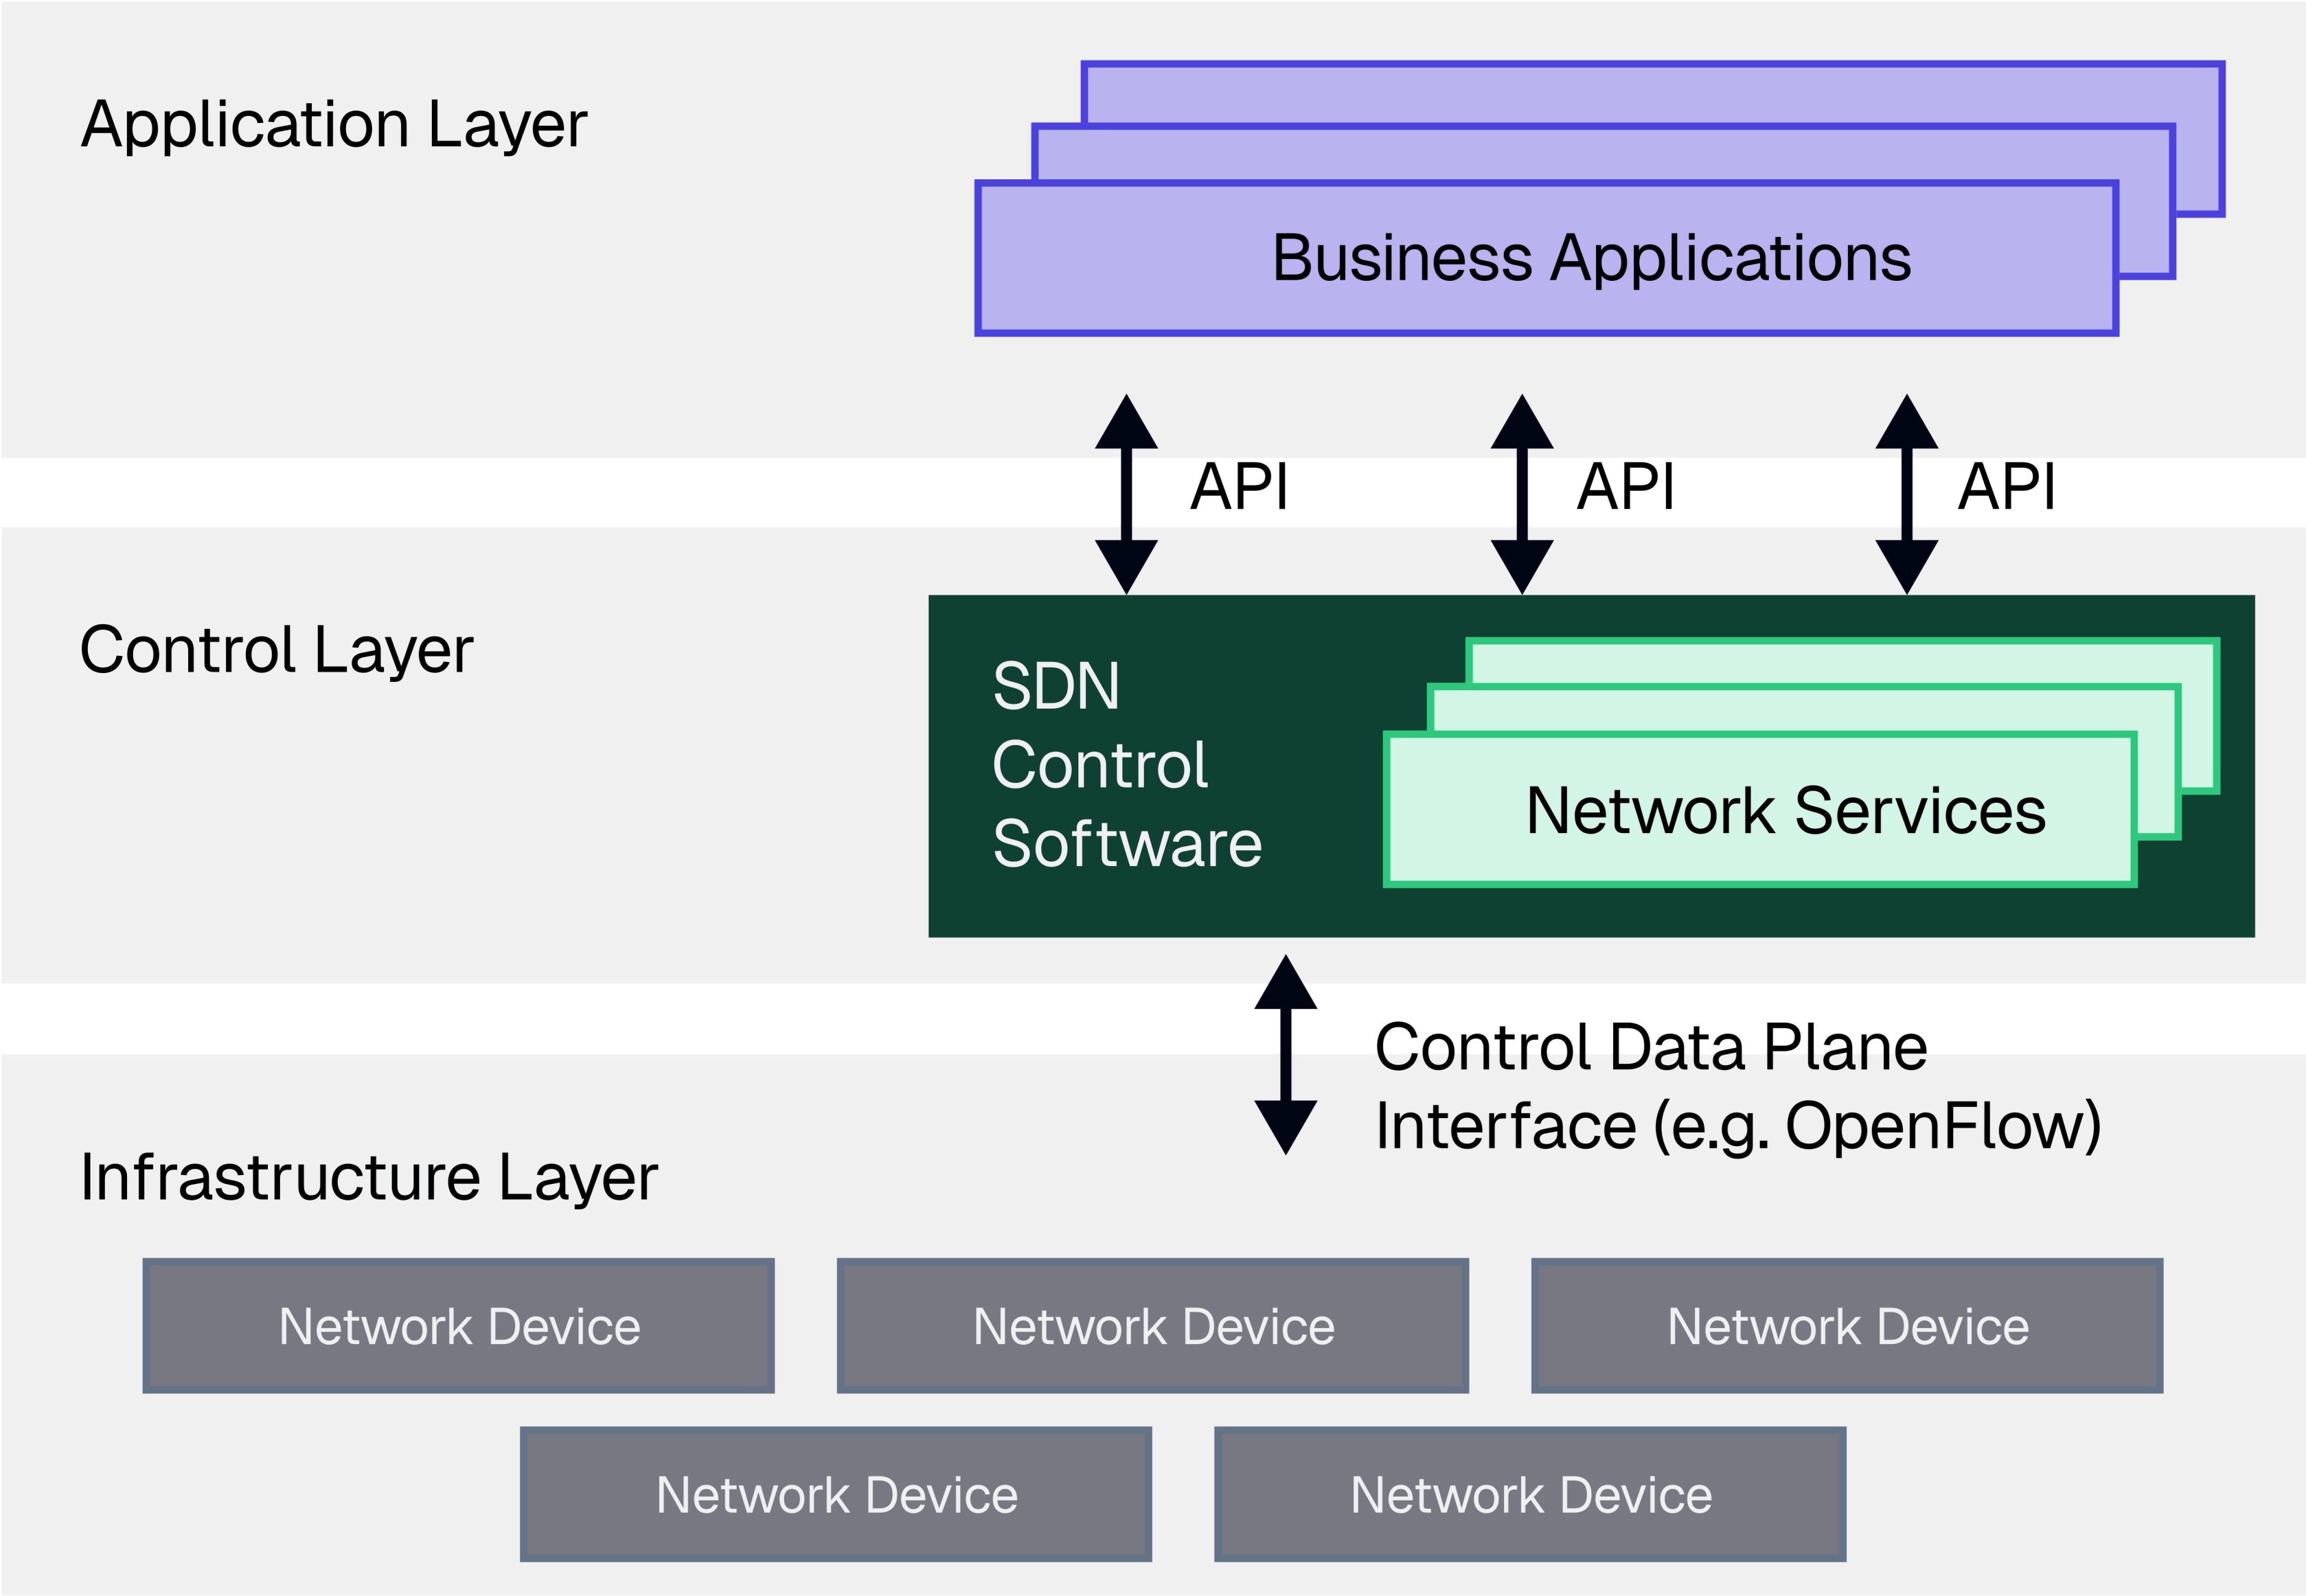 Application Layer
Business Applications
API
API
API
Control Layer
SDN
Control
Software
Network Services
Control Data Plane
Interface (e.g. OpenFlow)
Infrastructure Layer
Network Device
Network Device
Network Device
Network Device
Network Device